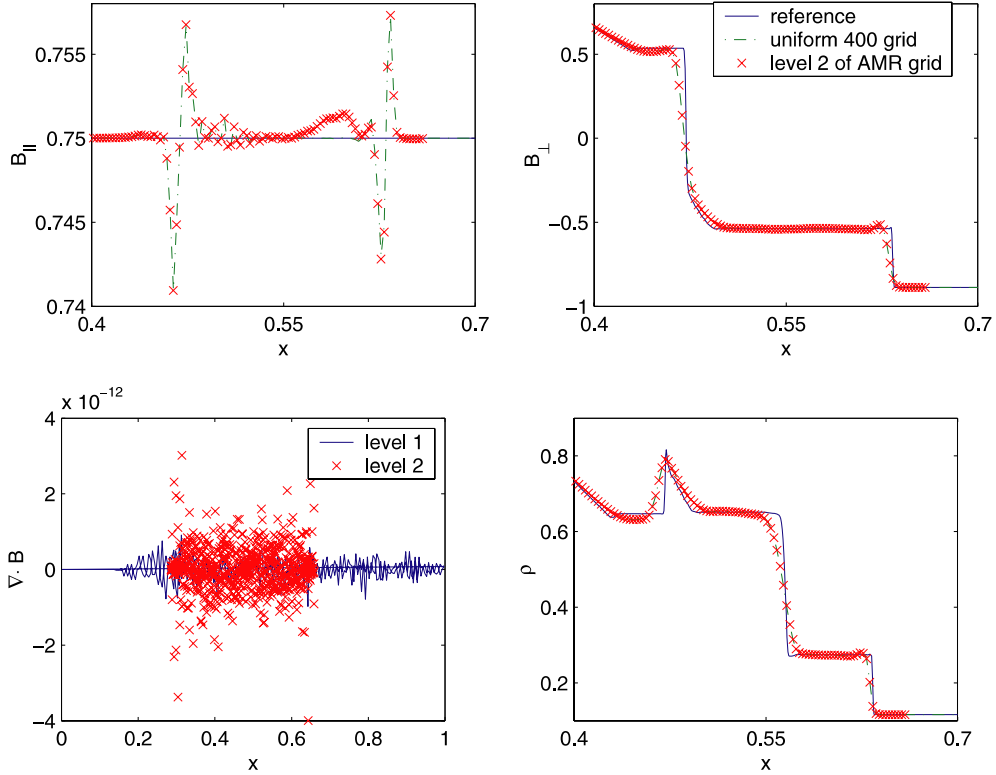 0.755
0.75
0.745
0.74
B||
0.4
0.55
0.7
x
reference
uniform 400 grid
level 2 of AMR grid
0.5
0
−0.5
−1
B⊥
0.4
0.55
0.7
x
x 10−12
4
2
0
−2
−4
∇· B
level 1
level 2
0
0.2
0.4
0.6
0.8
1
x
0.8
0.6
0.4
0.2
ρ
0.4
0.55
0.7
x